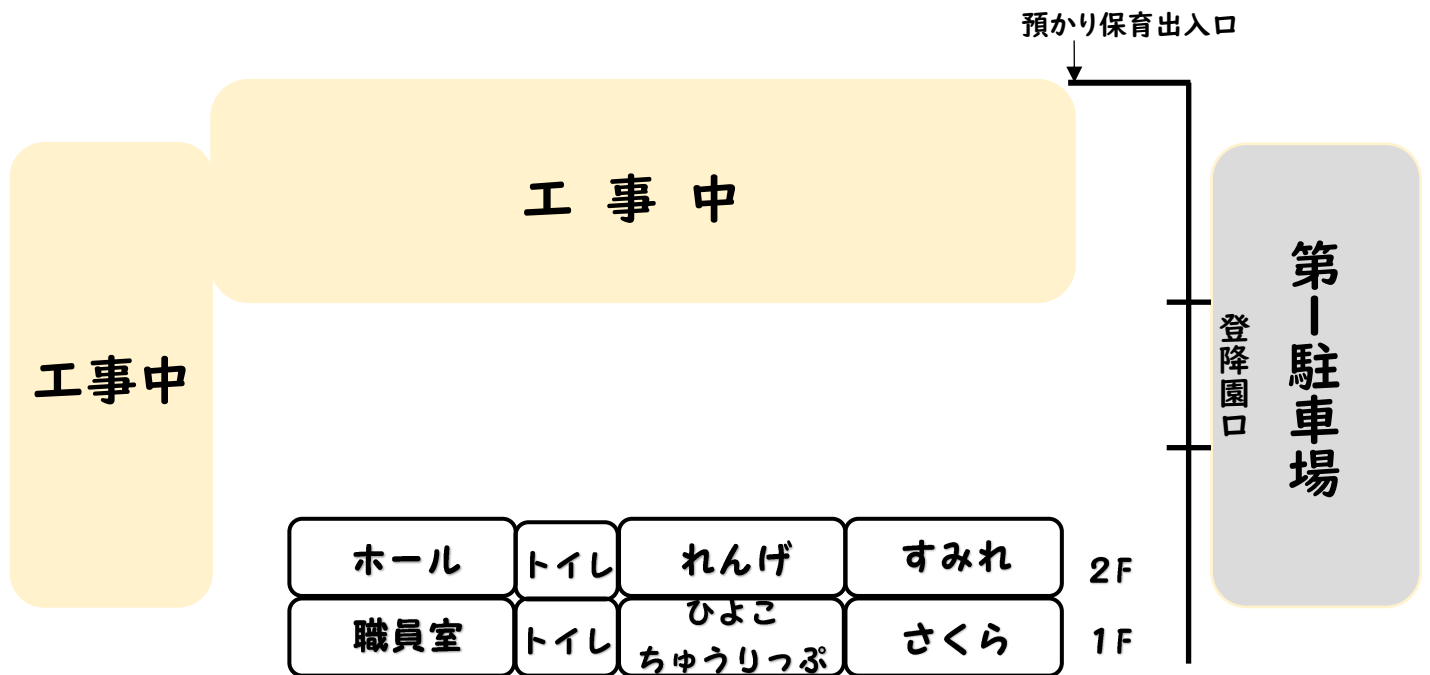 預かり保育出入口
工 事 中
工事中
第一駐車場
登降園口
ホール
トイレ
れんげ
すみれ
2F
職員室
トイレ
ひよこ
ちゅうりっぷ
さくら
1F